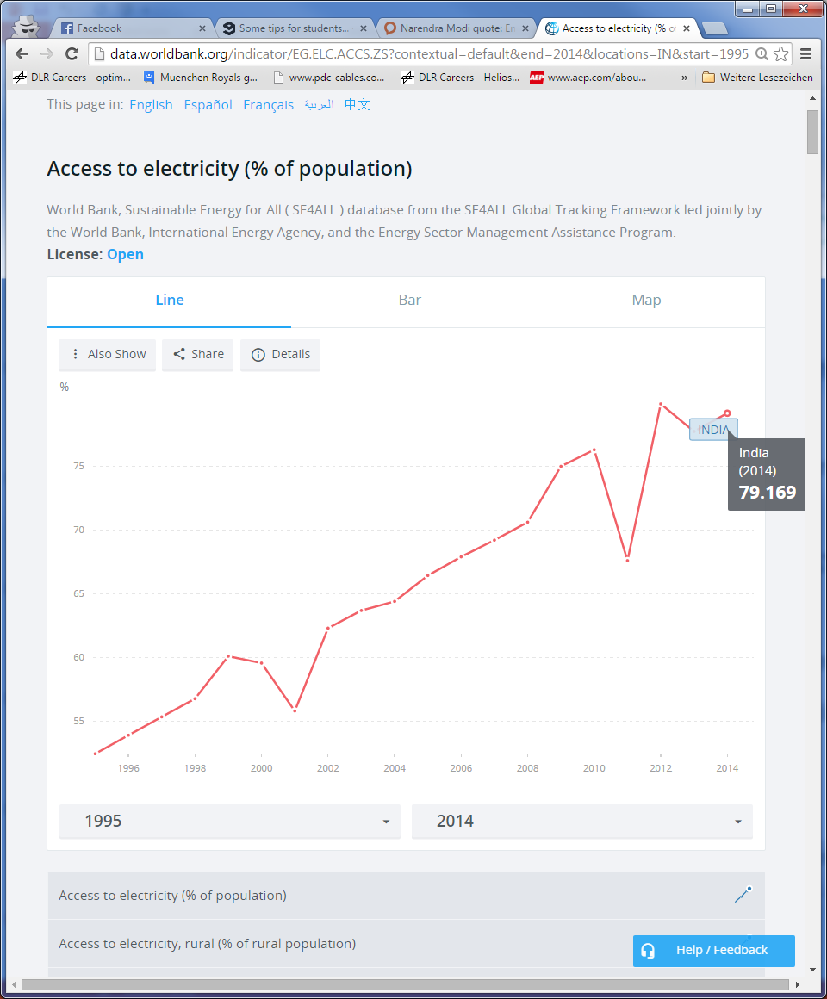 Facebook
Some tips for students...
Narendra Modi quote: En
Access to electricity (% o
data.worldbank.org/indicator/EG.ELC.ACCS.ZS?contextual=default&end=2014&locations=IN&start=1995
DLR Careers - optim...
Muenchen Royals g...
www.pdc-cables.co...
DLR Careers - Helios...
AEP www.aep.com/abou...
»
Weitere Lesezeichen
This page in: English Español Français العربية 中文
Access to electricity (% of population)
World Bank, Sustainable Energy for All ( SE4ALL ) database from the SE4ALL Global Tracking Framework led jointly by
the World Bank, International Energy Agency, and the Energy Sector Management Assistance Program.
License: Open
Line Bar Map
Also Show Share Details
%
INDIA
India
(2014)
79.169
75
70
65
60
55
1996 1998 2000 2002 2004 2006 2008 2010 2012 2014
1995 2014
Access to electricity (% of population)
Access to electricity, rural (% of rural population)
Help / Feedback